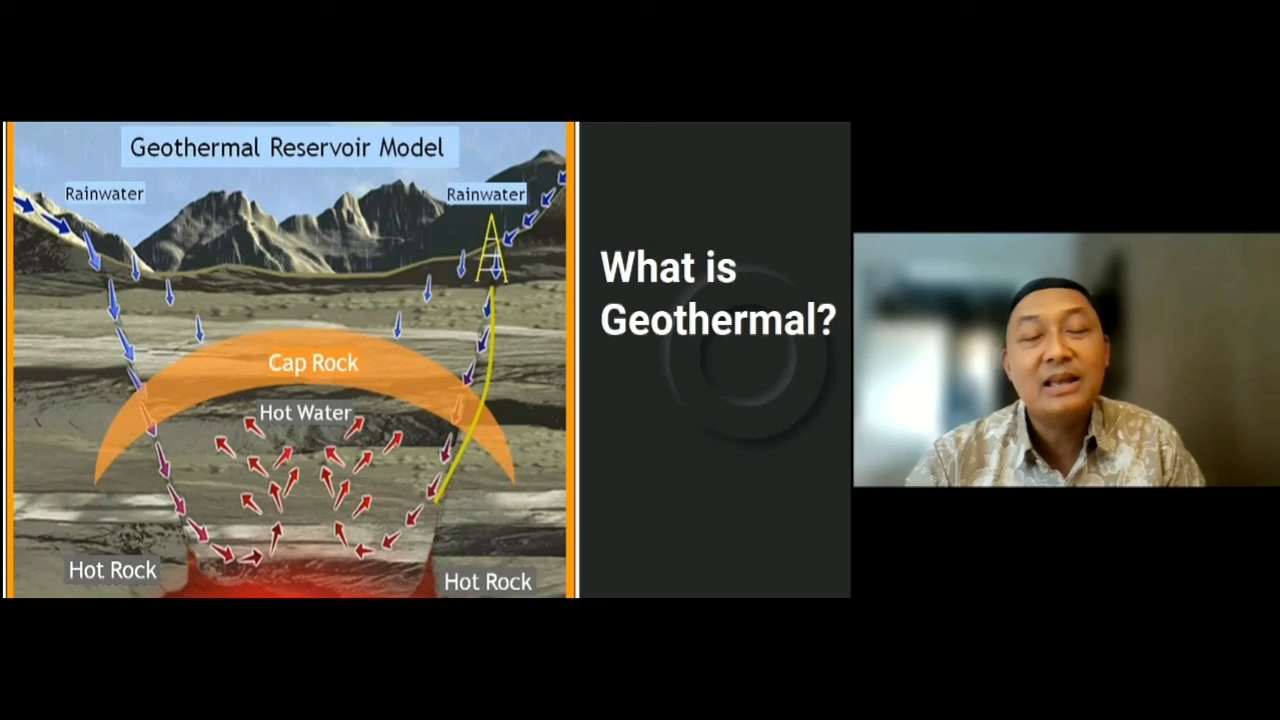 Geothermal Reservoir Model
Rainwater
Rainwater
Cap Rock
Hot Water
Hot Rock
Hot Rock
What is
Geothermal?